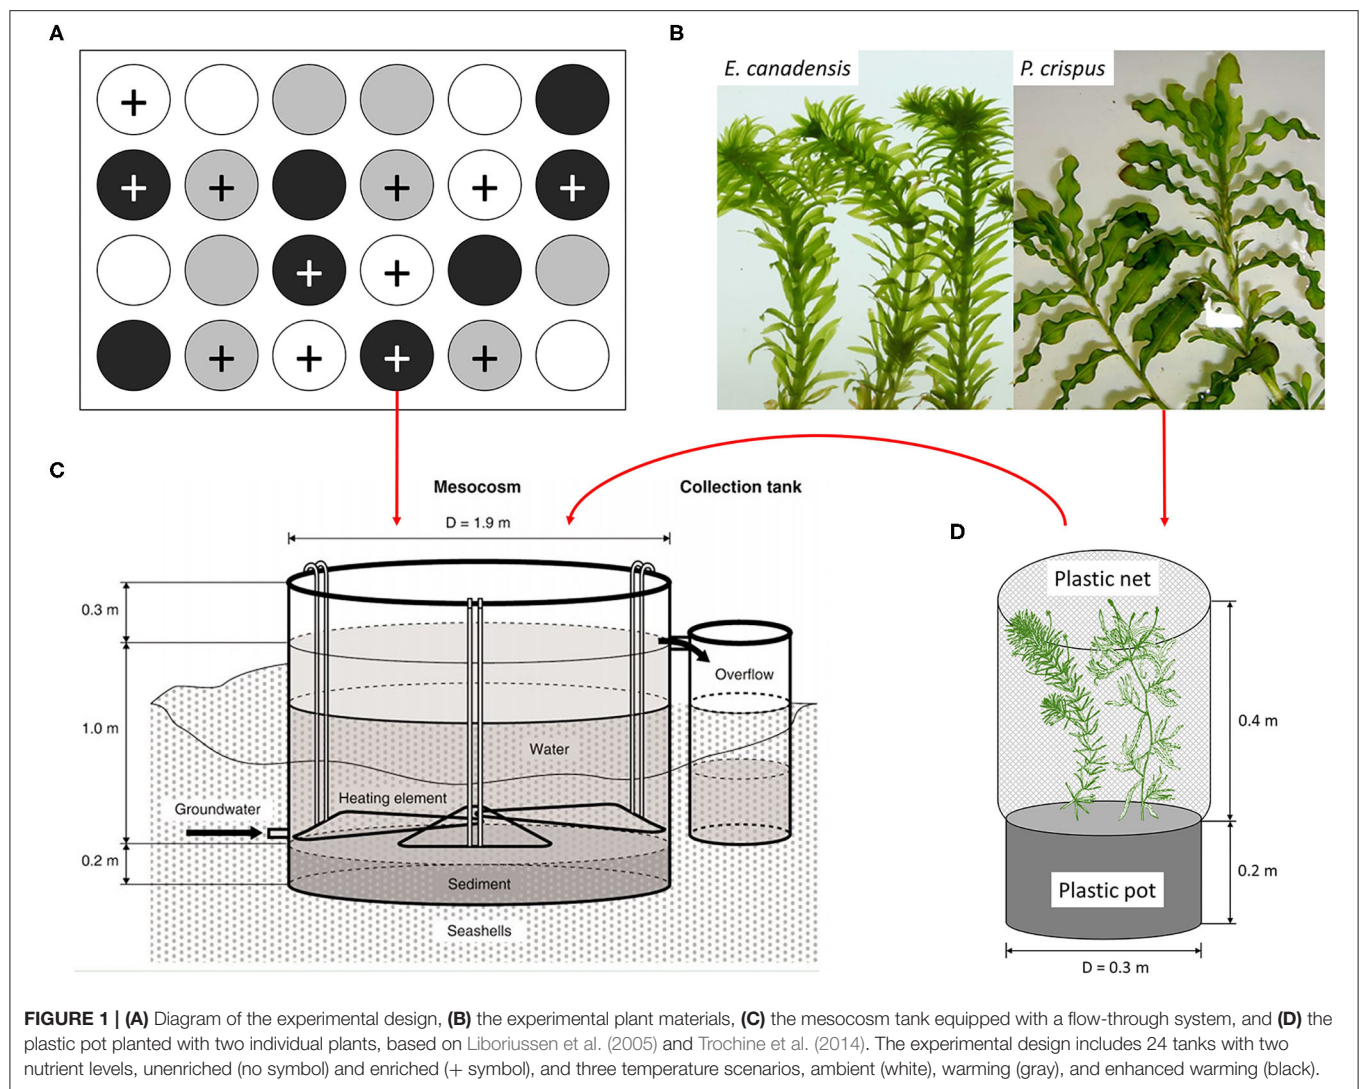 A
B
E. canadensis
P. crispus
+
+ + + + +
+ +
+ + + +
C
Mesocosm
Collection tank
D = 1.9 m
0.3 m
1.0 m
0.2 m
Overflow
Water
Heating element
Groundwater
Sediment
Seashells
D
Plastic net
0.4 m
Plastic pot
0.2 m
D = 0.3 m
FIGURE 1 | (A) Diagram of the experimental design, (B) the experimental plant materials, (C) the mesocosm tank equipped with a flow-through system, and (D) the
plastic pot planted with two individual plants, based on Liboriussen et al. (2005) and Trochine et al. (2014). The experimental design includes 24 tanks with two
nutrient levels, unenriched (no symbol) and enriched (+ symbol), and three temperature scenarios, ambient (white), warming (gray), and enhanced warming (black).